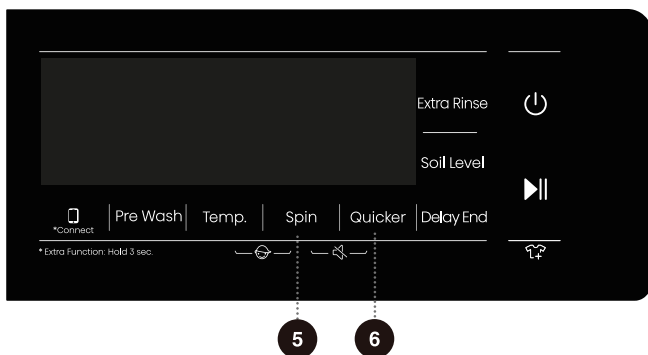 Extra Rinse
Soil Level
*Connect
Pre Wash
Temp.
Spin
Quicker
Delay End
* Extra Function: Hold 3 sec.
5
6